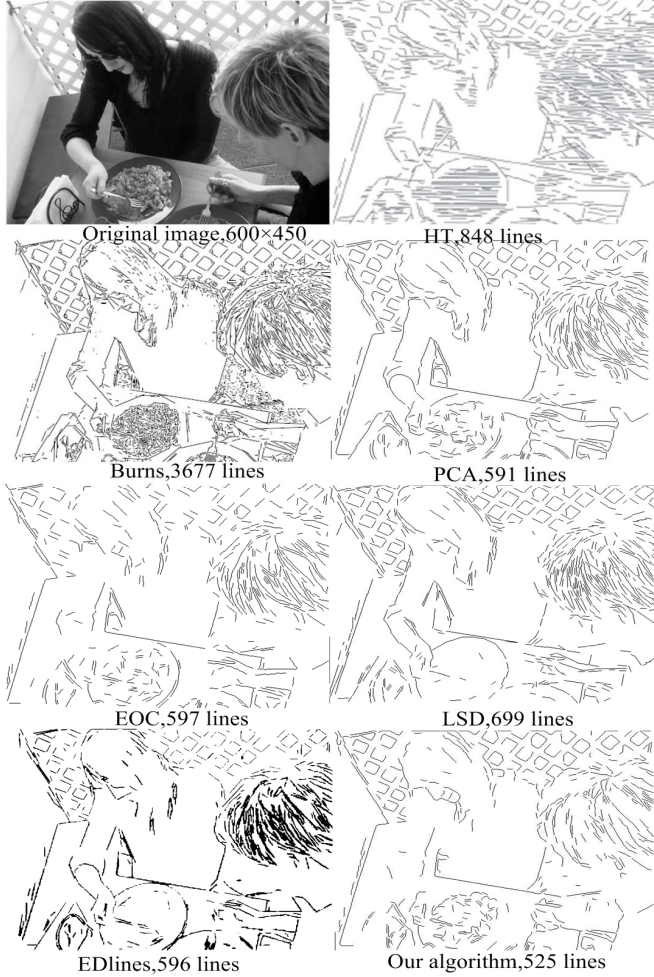 Original image,600×450
HT,848 lines
Burns,3677 lines
PCA,591 lines
EOC,597 lines
LSD,699 lines
EDlines,596 lines
Our algorithm,525 lines